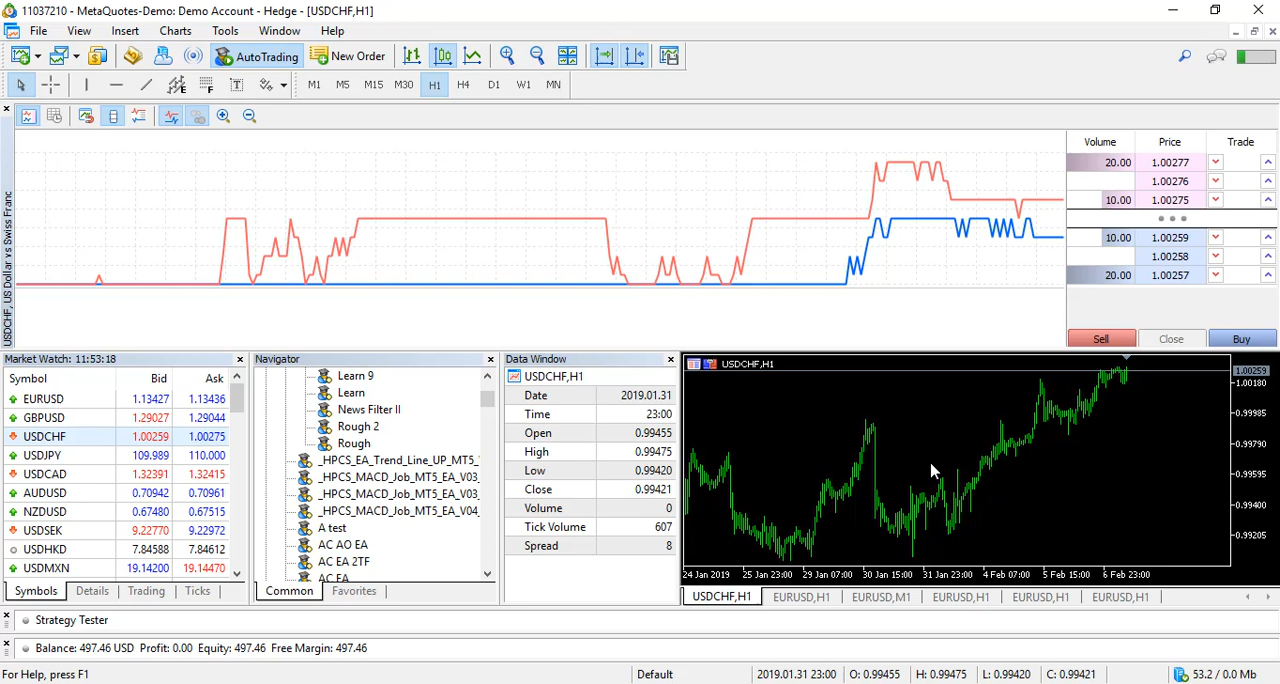 11037210 - MetaQuotes-Demo: Demo Account - Hedge - [USDCHF,H1]
File View Insert Charts Tools Window Help
AutoTrading New Order
M1 M5 M15 M30 H1 H4 D1 W1 MN
USDCHF, US Dollar vs Swiss Franc
Volume Price Trade
20.00 1.00277
1.00276
10.00 1.00275
10.00 1.00259
1.00258
20.00 1.00257
Sell Close Buy
Market Watch: 11:53:18
Symbol Bid Ask
EURUSD 1.13427 1.13436
GBPUSD 1.29027 1.29044
USDCHF 1.00259 1.00275
USDJPY 109.989 110.000
USDCAD 1.32391 1.32415
AUDUSD 0.70942 0.70961
NZDUSD 0.67480 0.67515
USDSEK 9.22770 9.22972
USDHKD 7.84588 7.84612
USDMXN 19.14200 19.14470
Symbols Details Trading Ticks
Navigator
Learn 9
Learn
News Filter II
Rough 2
Rough
_HPCS_EA_Trend_Line_UP_MT5_
_HPCS_MACD_Job_MT5_EA_V03_
_HPCS_MACD_Job_MT5_EA_V03_
_HPCS_MACD_Job_MT5_EA_V04_
A test
AC AO EA
AC EA 2TF
AC EA
Common Favorites
Data Window
USDCHF,H1
Date 2019.01.31
Time 23:00
Open 0.99455
High 0.99475
Low 0.99420
Close 0.99421
Volume 0
Tick Volume 607
Spread 8
USDCHF,H1
1.00259
1.00180
0.99985
0.99790
0.99595
0.99400
0.99205
24 Jan 2019 25 Jan 23:00 29 Jan 07:00 30 Jan 15:00 31 Jan 23:00 4 Feb 07:00 5 Feb 15:00 6 Feb 23:00
USDCHF,H1 EURUSD,H1 EURUSD,M1 EURUSD,H1 EURUSD,H1 EURUSD,H1
Strategy Tester
Balance: 497.46 USD Profit: 0.00 Equity: 497.46 Free Margin: 497.46
For Help, press F1 Default 2019.01.31 23:00 O: 0.99455 H: 0.99475 L: 0.99420 C: 0.99421 53.2 / 0.0 Mb